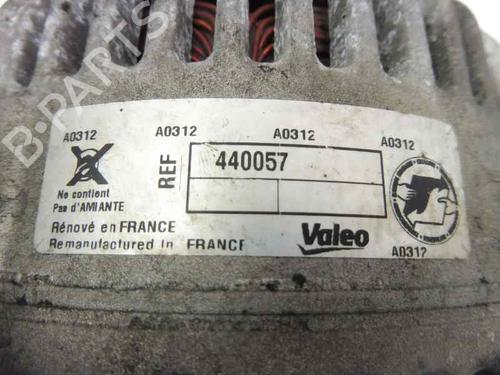 B-PARTS
A0312
A0312
A0312
A0312
REF
440057
Ne contient
Pas d'AMIANTE
Rénové en FRANCE
Remanufactured in FRANCE
Valeo
A0312